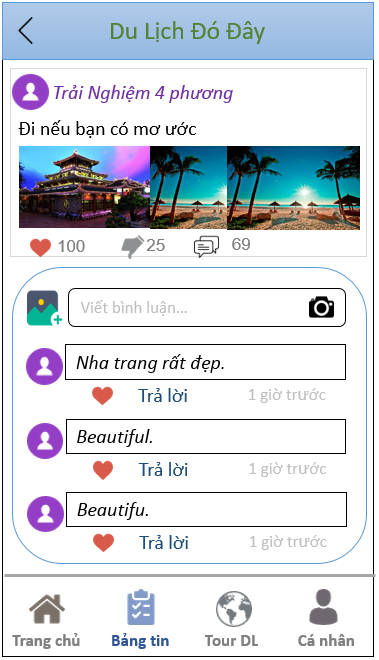 Du Lịch Đó Đây
Trải Nghiệm 4 phương
Đi nếu bạn có mơ ước
100 25 69
Viết bình luận...
Nha trang rất đẹp.
Trả lời 1 giờ trước
Beautiful.
Trả lời 1 giờ trước
Beautifu.
Trả lời 1 giờ trước
Trang chủ Bảng tin Tour DL Cá nhân